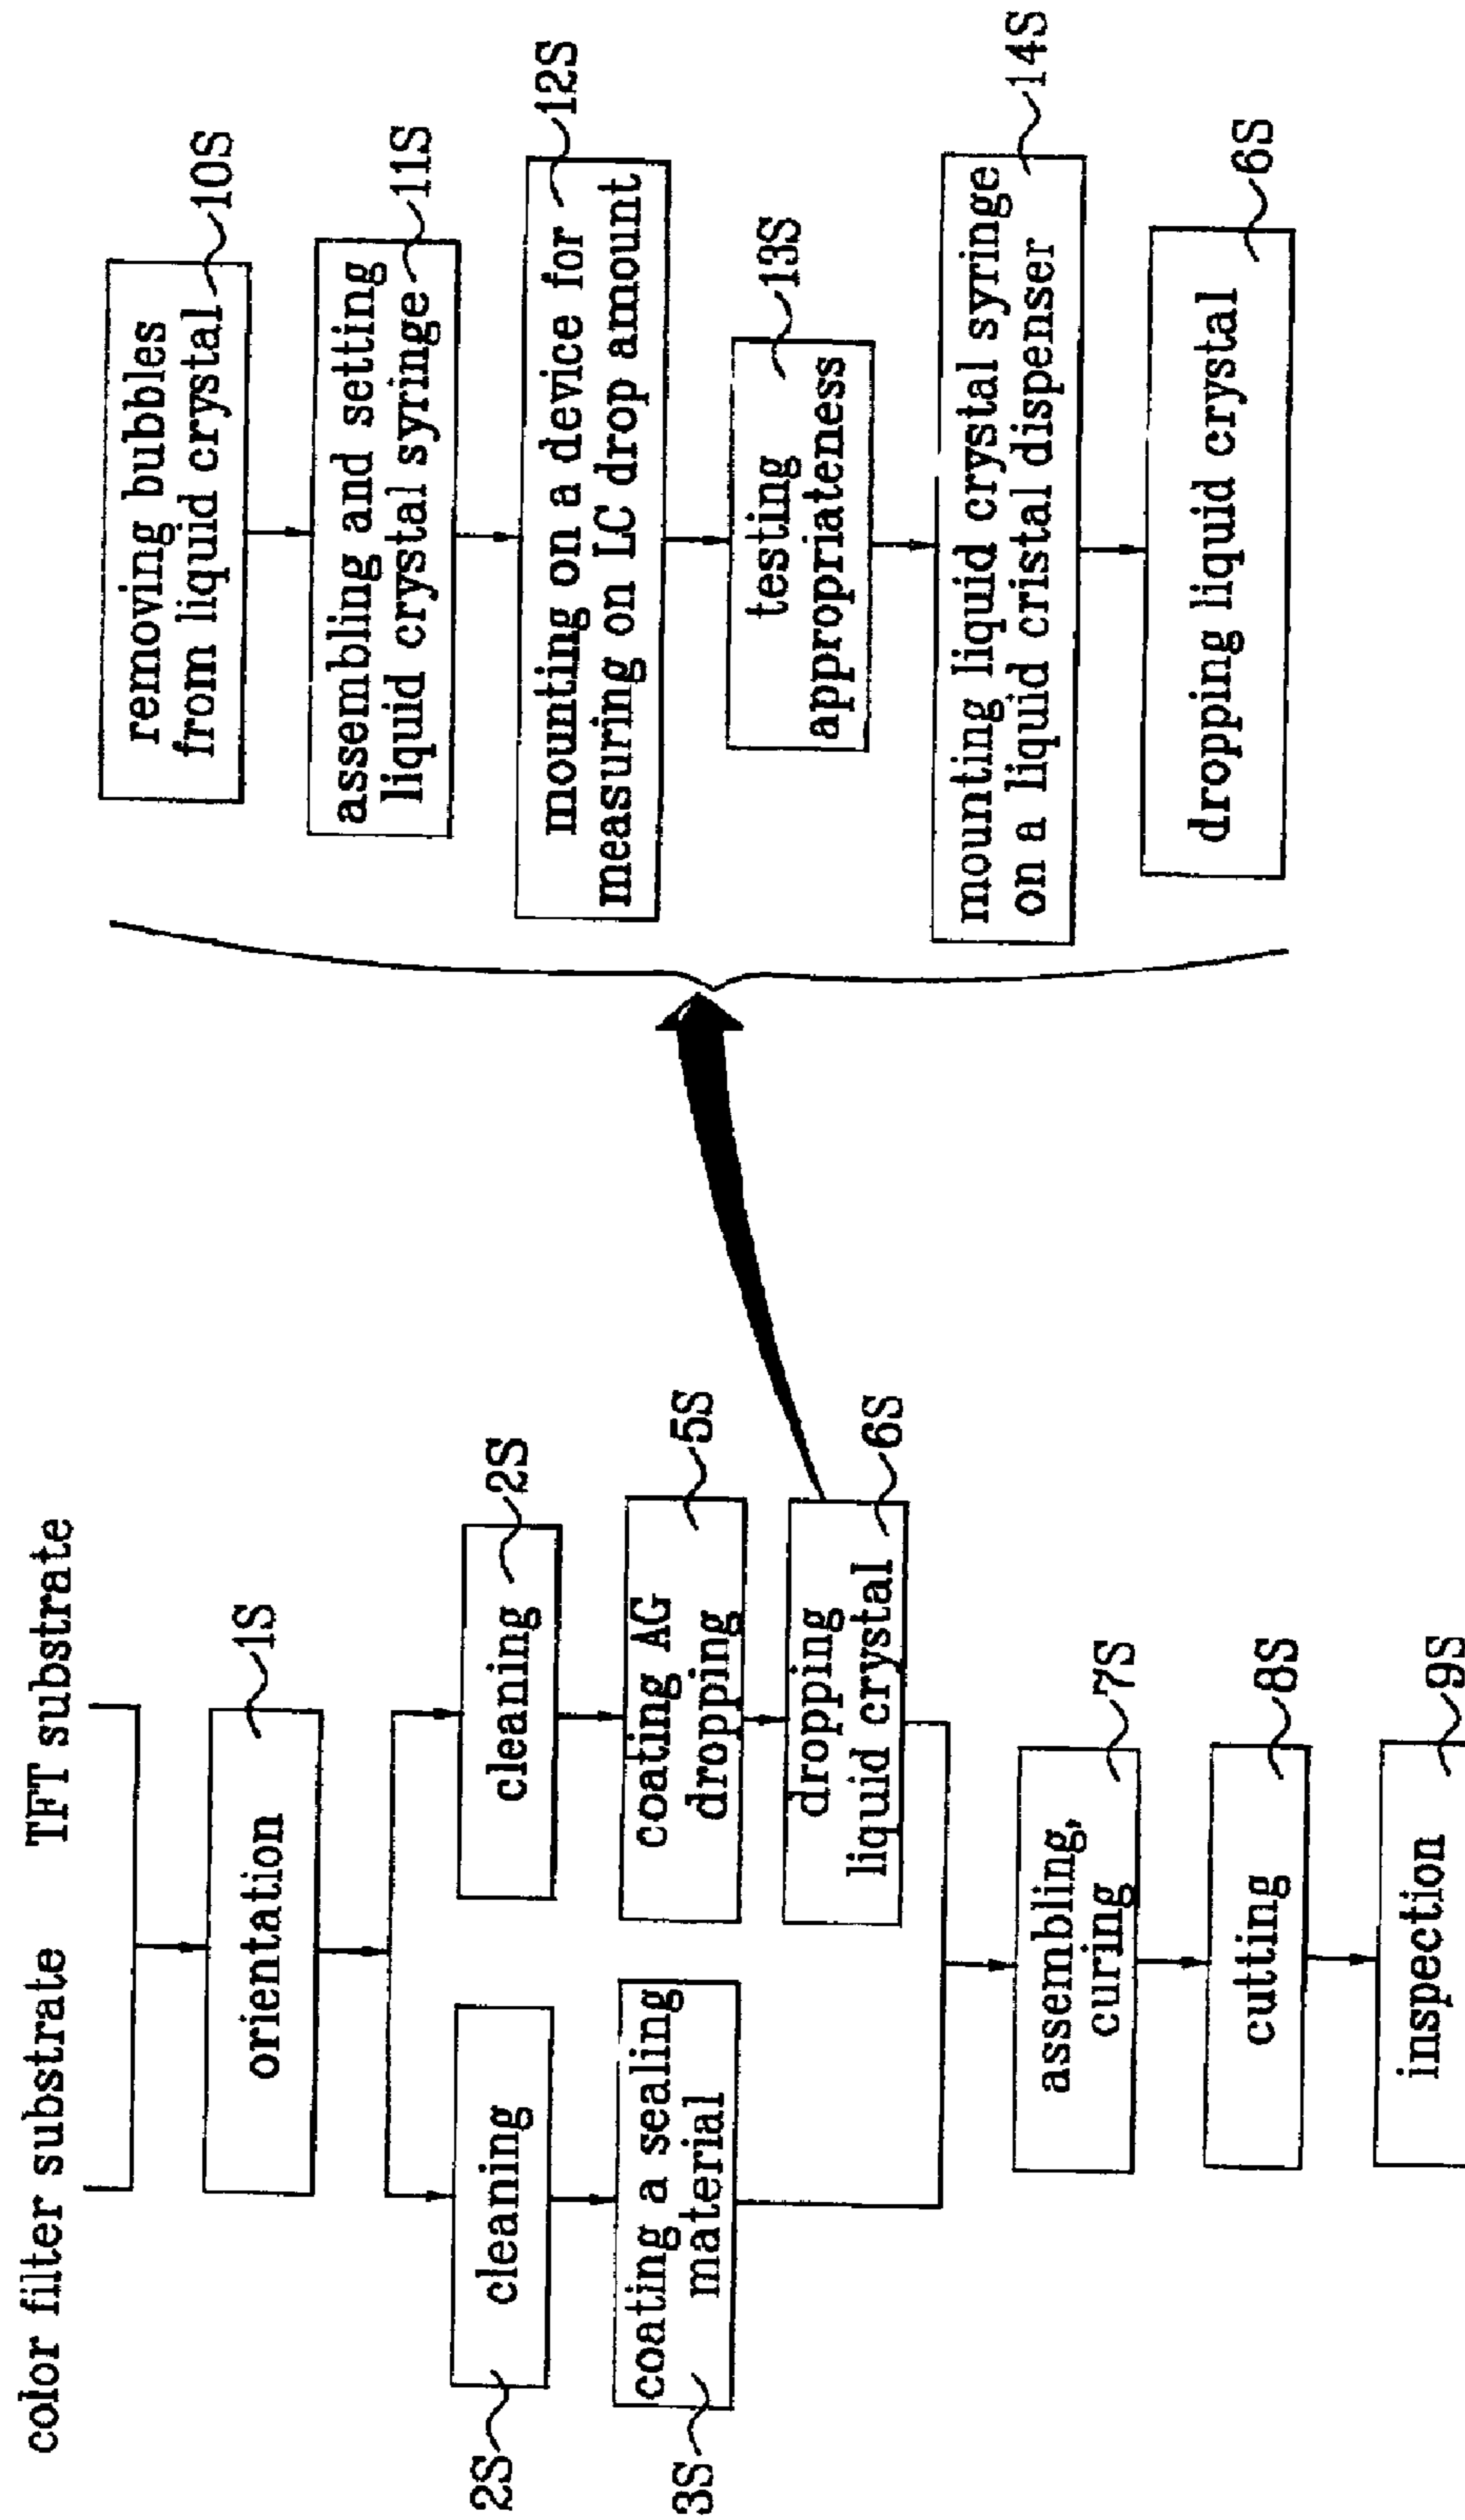 color filter substrate
TFT substrate
orientation
1S
cleaning
2S
cleaning
2S
coating a sealing
material
3S
coating AG
dropping
5S
dropping
liquid crystal
6S
assembling,
curing
7S
cutting
8S
inspection
9S
removing bubbles
from liquid crystal
10S
assembling and setting
liquid crystal syringe
11S
mounting on a device for
measuring on LC drop amount
12S
testing
appropriateness
13S
mounting liquid crystal syringe
on a liquid cristal dispenser
14S
dropping liquid crystal
6S